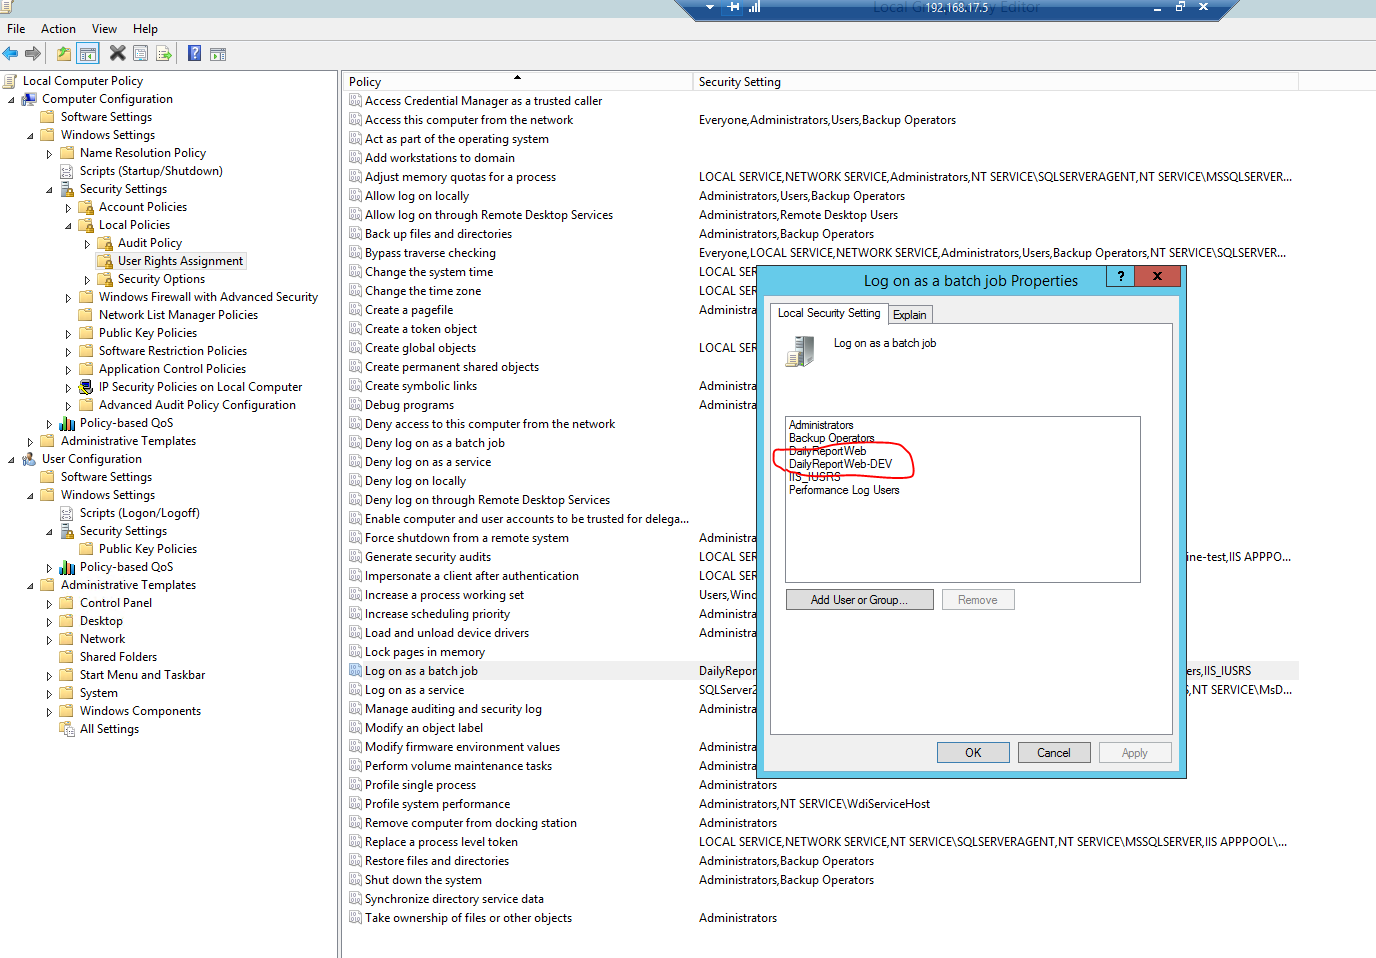 Local Group Policy Editor
192.168.17.5
File Action View Help
Local Computer Policy
Computer Configuration
Software Settings
Windows Settings
Name Resolution Policy
Scripts (Startup/Shutdown)
Security Settings
Account Policies
Local Policies
Audit Policy
User Rights Assignment
Security Options
Windows Firewall with Advanced Security
Network List Manager Policies
Public Key Policies
Software Restriction Policies
Application Control Policies
IP Security Policies on Local Computer
Advanced Audit Policy Configuration
Policy-based QoS
Administrative Templates
User Configuration
Software Settings
Windows Settings
Scripts (Logon/Logoff)
Security Settings
Public Key Policies
Policy-based QoS
Administrative Templates
Control Panel
Desktop
Network
Shared Folders
Start Menu and Taskbar
System
Windows Components
All Settings
Policy Security Setting
Access Credential Manager as a trusted caller
Access this computer from the network Everyone,Administrators,Users,Backup Operators
Act as part of the operating system
Add workstations to domain
Adjust memory quotas for a process LOCAL SERVICE,NETWORK SERVICE,Administrators,NT SERVICE\SQLSERVERAGENT,NT SERVICE\MSSQLSERVER...
Allow log on locally Administrators,Users,Backup Operators
Allow log on through Remote Desktop Services Administrators,Remote Desktop Users
Back up files and directories Administrators,Backup Operators
Bypass traverse checking Everyone,LOCAL SERVICE,NETWORK SERVICE,Administrators,Users,Backup Operators,NT SERVICE\SQLSERVER...
Change the system time LOCAL SE
Change the time zone LOCAL SER
Create a pagefile Administra
Create a token object
Create global objects LOCAL SER
Create permanent shared objects
Create symbolic links Administra
Debug programs Administra
Deny access to this computer from the network
Deny log on as a batch job
Deny log on as a service
Deny log on locally
Deny log on through Remote Desktop Services
Enable computer and user accounts to be trusted for delega...
Force shutdown from a remote system Administra
Generate security audits LOCAL SER ine-test,IIS APPPO...
Impersonate a client after authentication LOCAL SER
Increase a process working set Users,Wind
Increase scheduling priority Administra
Load and unload device drivers Administra
Lock pages in memory
Log on as a batch job DailyRepor ers,IIS_IUSRS
Log on as a service SQLServer2 S,NT SERVICE\MsD...
Manage auditing and security log Administra
Modify an object label
Modify firmware environment values Administra
Perform volume maintenance tasks Administra
Profile single process Administrators
Profile system performance Administrators,NT SERVICE\WdiServiceHost
Remove computer from docking station Administrators
Replace a process level token LOCAL SERVICE,NETWORK SERVICE,NT SERVICE\SQLSERVERAGENT,NT SERVICE\MSSQLSERVER,IIS APPPOOL\...
Restore files and directories Administrators,Backup Operators
Shut down the system Administrators,Backup Operators
Synchronize directory service data
Take ownership of files or other objects Administrators
Log on as a batch job Properties ? x
Local Security Setting Explain
Log on as a batch job
Administrators
Backup Operators
DailyReportWeb
DailyReportWeb-DEV
IIS_IUSRS
Performance Log Users
Add User or Group... Remove
OK Cancel Apply